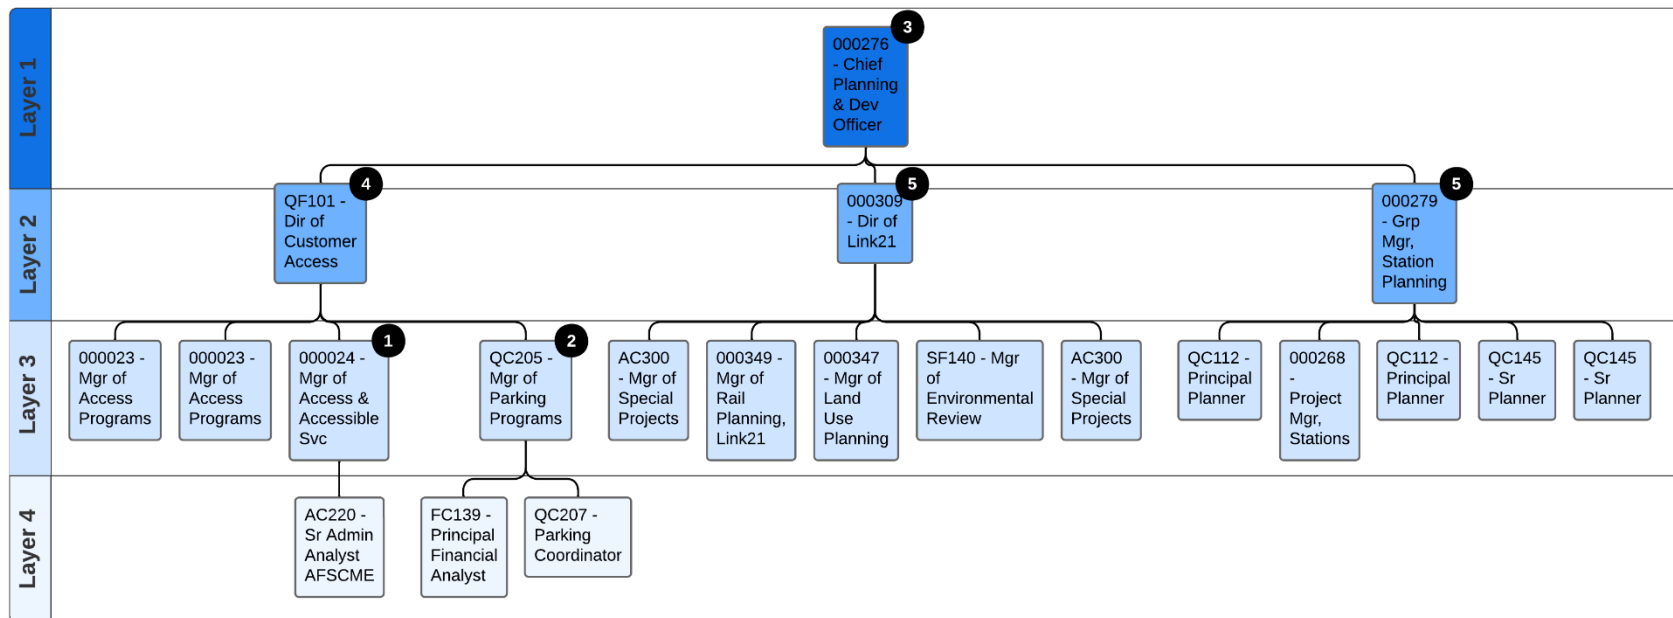 Layer 1
3
000276
- Chief
Planning
& Dev
Officer
Layer 2
4
QF101 -
Dir of
Customer
Access
5
000309
- Dir of
Link21
5
000279
- Grp
Mgr,
Station
Planning
Layer 3
000023 -
Mgr of
Access
Programs
000023 -
Mgr of
Access
Programs
1
000024 -
Mgr of
Access &
Accessible
Svc
2
QC205 -
Mgr of
Parking
Programs
AC300
- Mgr of
Special
Projects
000349 -
Mgr of
Rail
Planning,
Link21
000347
- Mgr of
Land
Use
Planning
SF140 - Mgr
of
Environmental
Review
AC300
- Mgr of
Special
Projects
QC112 -
Principal
Planner
000268
-
Project
Mgr,
Stations
QC112 -
Principal
Planner
QC145
- Sr
Planner
QC145
- Sr
Planner
Layer 4
AC220 -
Sr Admin
Analyst
AFSCME
FC139 -
Principal
Financial
Analyst
QC207 -
Parking
Coordinator